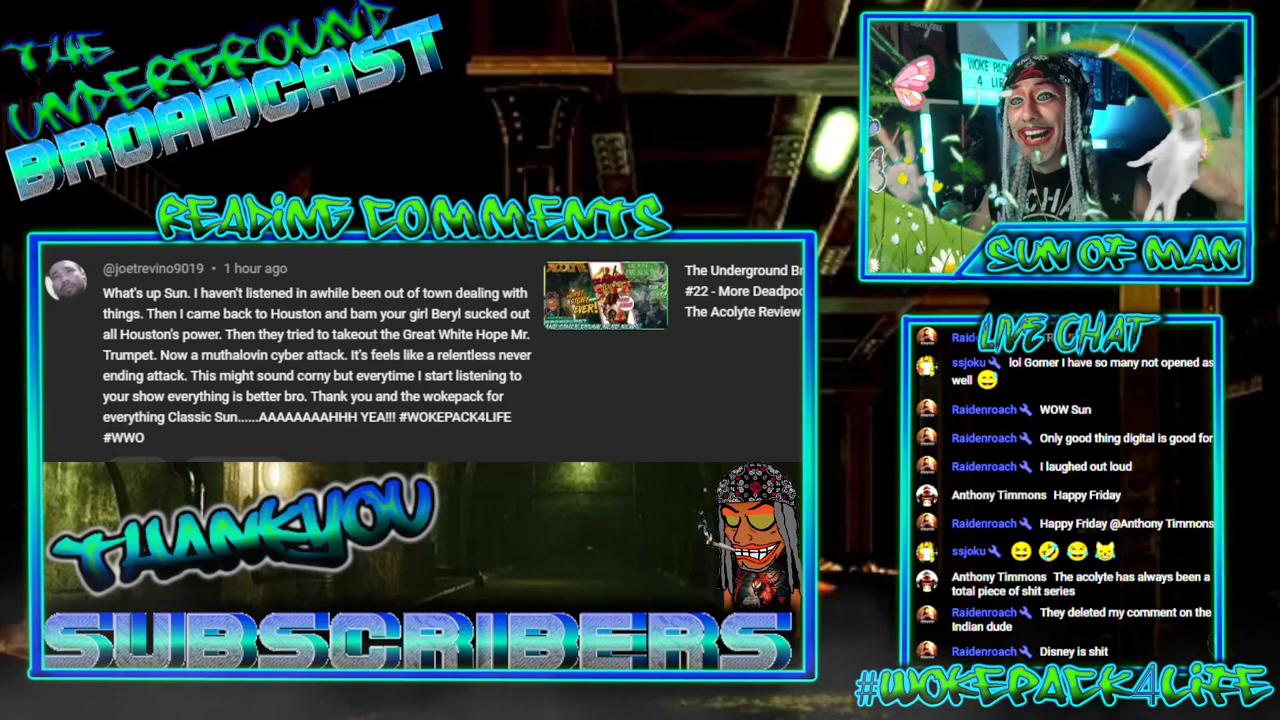 THE
UNDERGROUND
BROADCAST
READING COMMENTS
@joetrevino9019 • 1 hour ago
What's up Sun. I haven't listened in awhile been out of town dealing with
things. Then I came back to Houston and bam your girl Beryl sucked out
all Houston's power. Then they tried to takeout the Great White Hope Mr.
Trumpet. Now a muthalovin cyber attack. It's feels like a relentless never
ending attack. This might sound corny but everytime I start listening to
your show everything is better bro. Thank you and the wokepack for
everything Classic Sun......AAAAAAAHHH YEA!!! #WOKEPACK4LIFE
#WWO
The Underground Br
#22 - More Deadpoo
The Acolyte Review
THANKYOU
SUBSCRIBERS
WOKE PAC
4 LIF
SUN OF MAN
LIVE CHAT
Raid
ssjoku lol Gomer I have so many not opened as
well 😅
Raidenroach WOW Sun
Raidenroach Only good thing digital is good for
Raidenroach I laughed out loud
Anthony Timmons Happy Friday
Raidenroach Happy Friday @Anthony Timmons
ssjoku 😆 🤣 😂 😹
Anthony Timmons The acolyte has always been a
total piece of shit series
Raidenroach They deleted my comment on the
Indian dude
Raidenroach Disney is shit
#WOKEPACK4LIFE